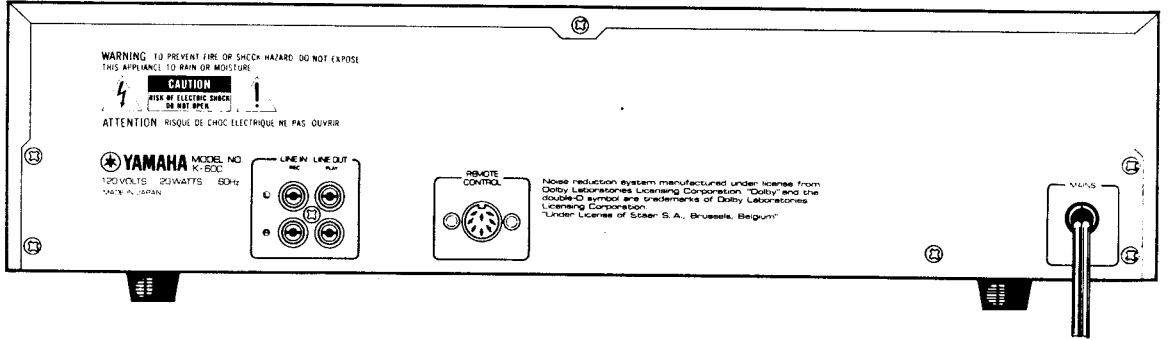 WARNING TO PREVENT FIRE OR SHOCK HAZARD DO NOT EXPOSE
THIS APPLIANCE TO RAIN OR MOISTURE
CAUTION
RISK OF ELECTRIC SHOCK
DO NOT OPEN
ATTENTION RISQUE DE CHOC ELECTRIQUE NE PAS OUVRIR
YAMAHA MODEL NO.
K-600
120 VOLTS 20 WATTS 60Hz
MADE IN JAPAN
LINE IN LINE OUT
REC PLAY
REMOTE
CONTROL
Noise reduction system manufactured under license from
Dolby Laboratories Licensing Corporation. "Dolby" and the
double-D symbol are trademarks of Dolby Laboratories
Licensing Corporation
"Under License of Staar S. A., Brussels, Belgium"
MAINS